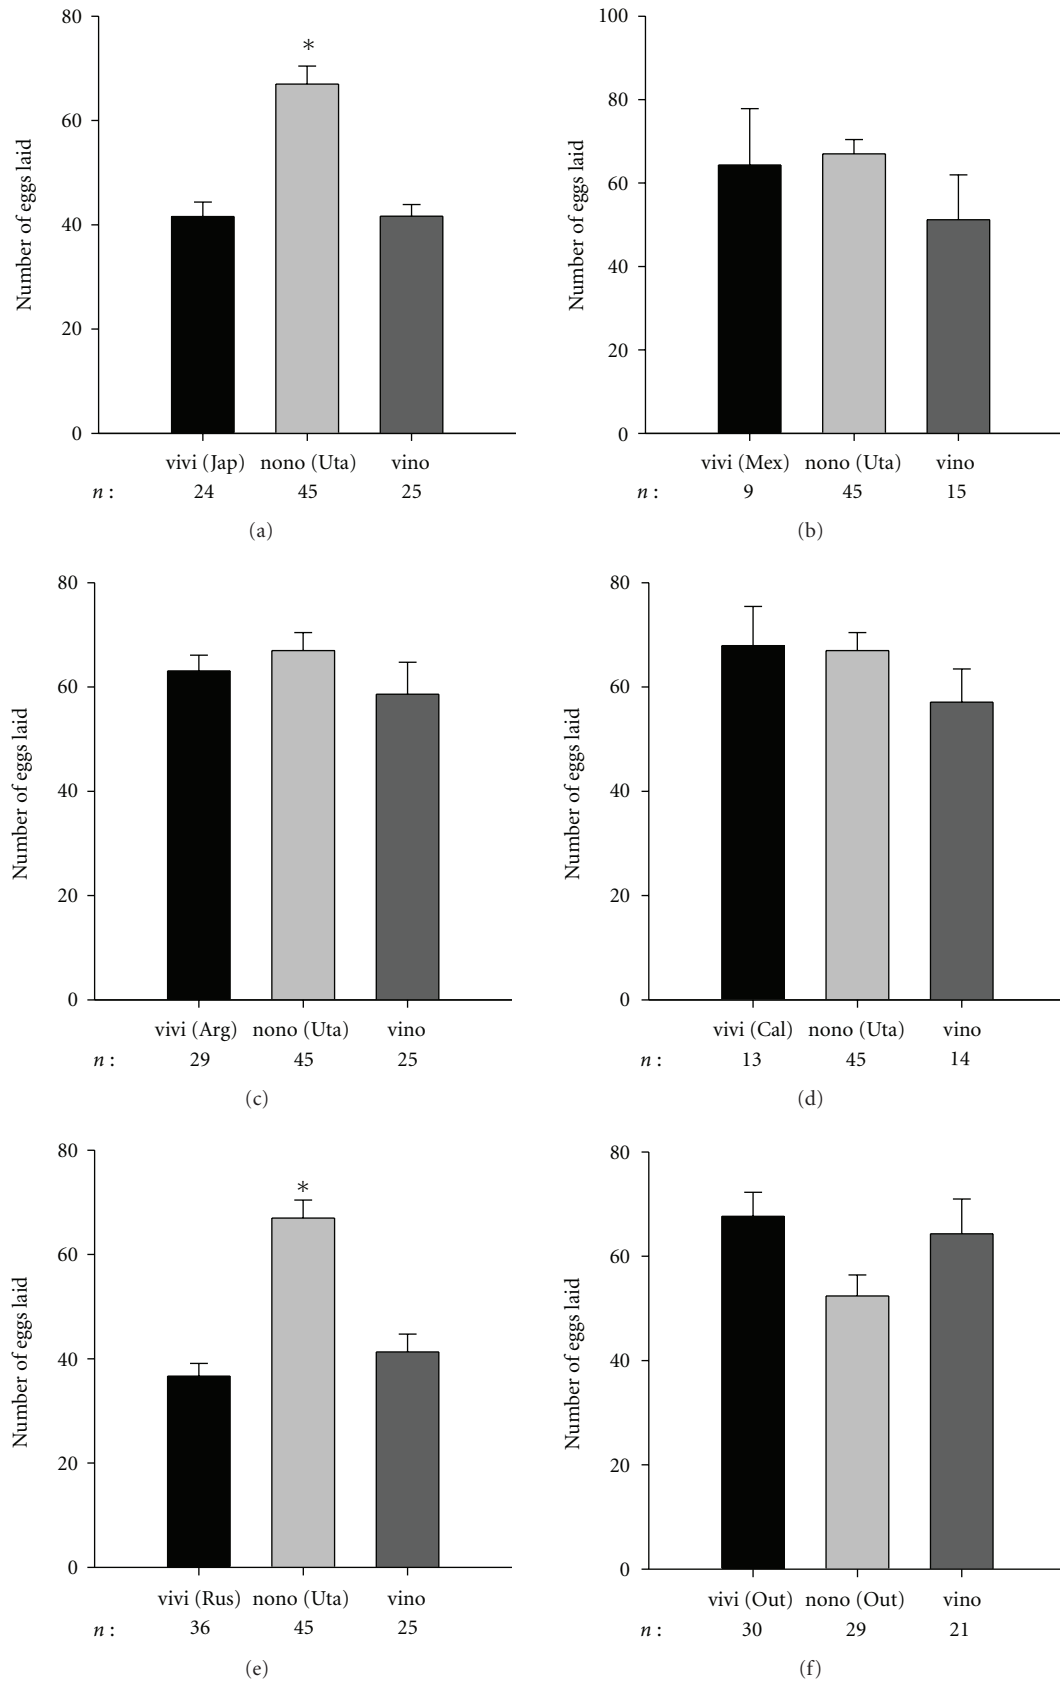 80
60
40
20
0
Number of eggs laid
*
vivi (Jap) nono (Uta) vino
n : 24 45 25
(a)
100
80
60
40
20
0
Number of eggs laid
vivi (Mex) nono (Uta) vino
n : 9 45 15
(b)
80
60
40
20
0
Number of eggs laid
vivi (Arg) nono (Uta) vino
n : 29 45 25
(c)
80
60
40
20
0
Number of eggs laid
vivi (Cal) nono (Uta) vino
n : 13 45 14
(d)
80
60
40
20
0
Number of eggs laid
*
vivi (Rus) nono (Uta) vino
n : 36 45 25
(e)
80
60
40
20
0
Number of eggs laid
vivi (Out) nono (Out) vino
n : 30 29 21
(f)